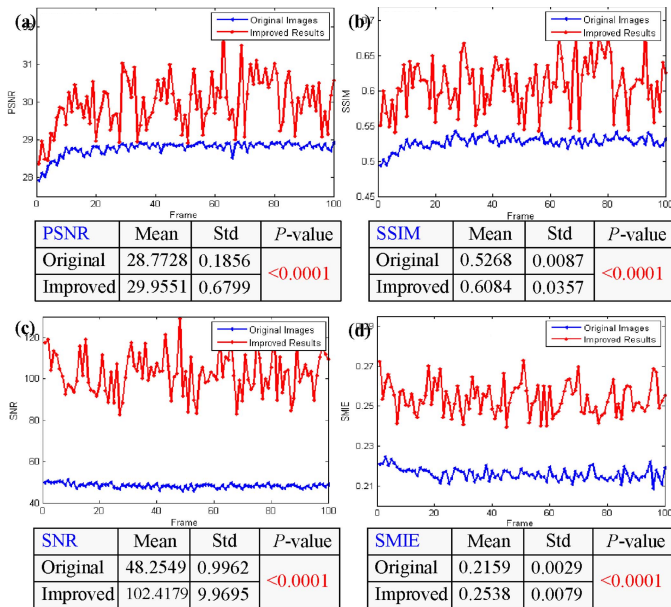 (a)
Original Images
Improved Results
PSNR
31
30
29
28
0 20 40 60 80 100
Frame
PSNR Mean Std P-value
Original 28.7728 0.1856 <0.0001
Improved 29.9551 0.6799
(b)
Original Images
Improved Results
SSIM
0.65
0.6
0.55
0.5
0.45
0 20 40 60 80 100
Frame
SSIM Mean Std P-value
Original 0.5268 0.0087 <0.0001
Improved 0.6084 0.0357
(c)
Original Images
Improved Results
SNR
120
100
80
60
40
0 20 40 60 80 100
Frame
SNR Mean Std P-value
Original 48.2549 0.9962 <0.0001
Improved 102.4179 9.9695
(d)
Original Images
Improved Results
SMIE
0.29
0.27
0.25
0.23
0.21
0 20 40 60 80 100
Frame
SMIE Mean Std P-value
Original 0.2159 0.0029 <0.0001
Improved 0.2538 0.0079